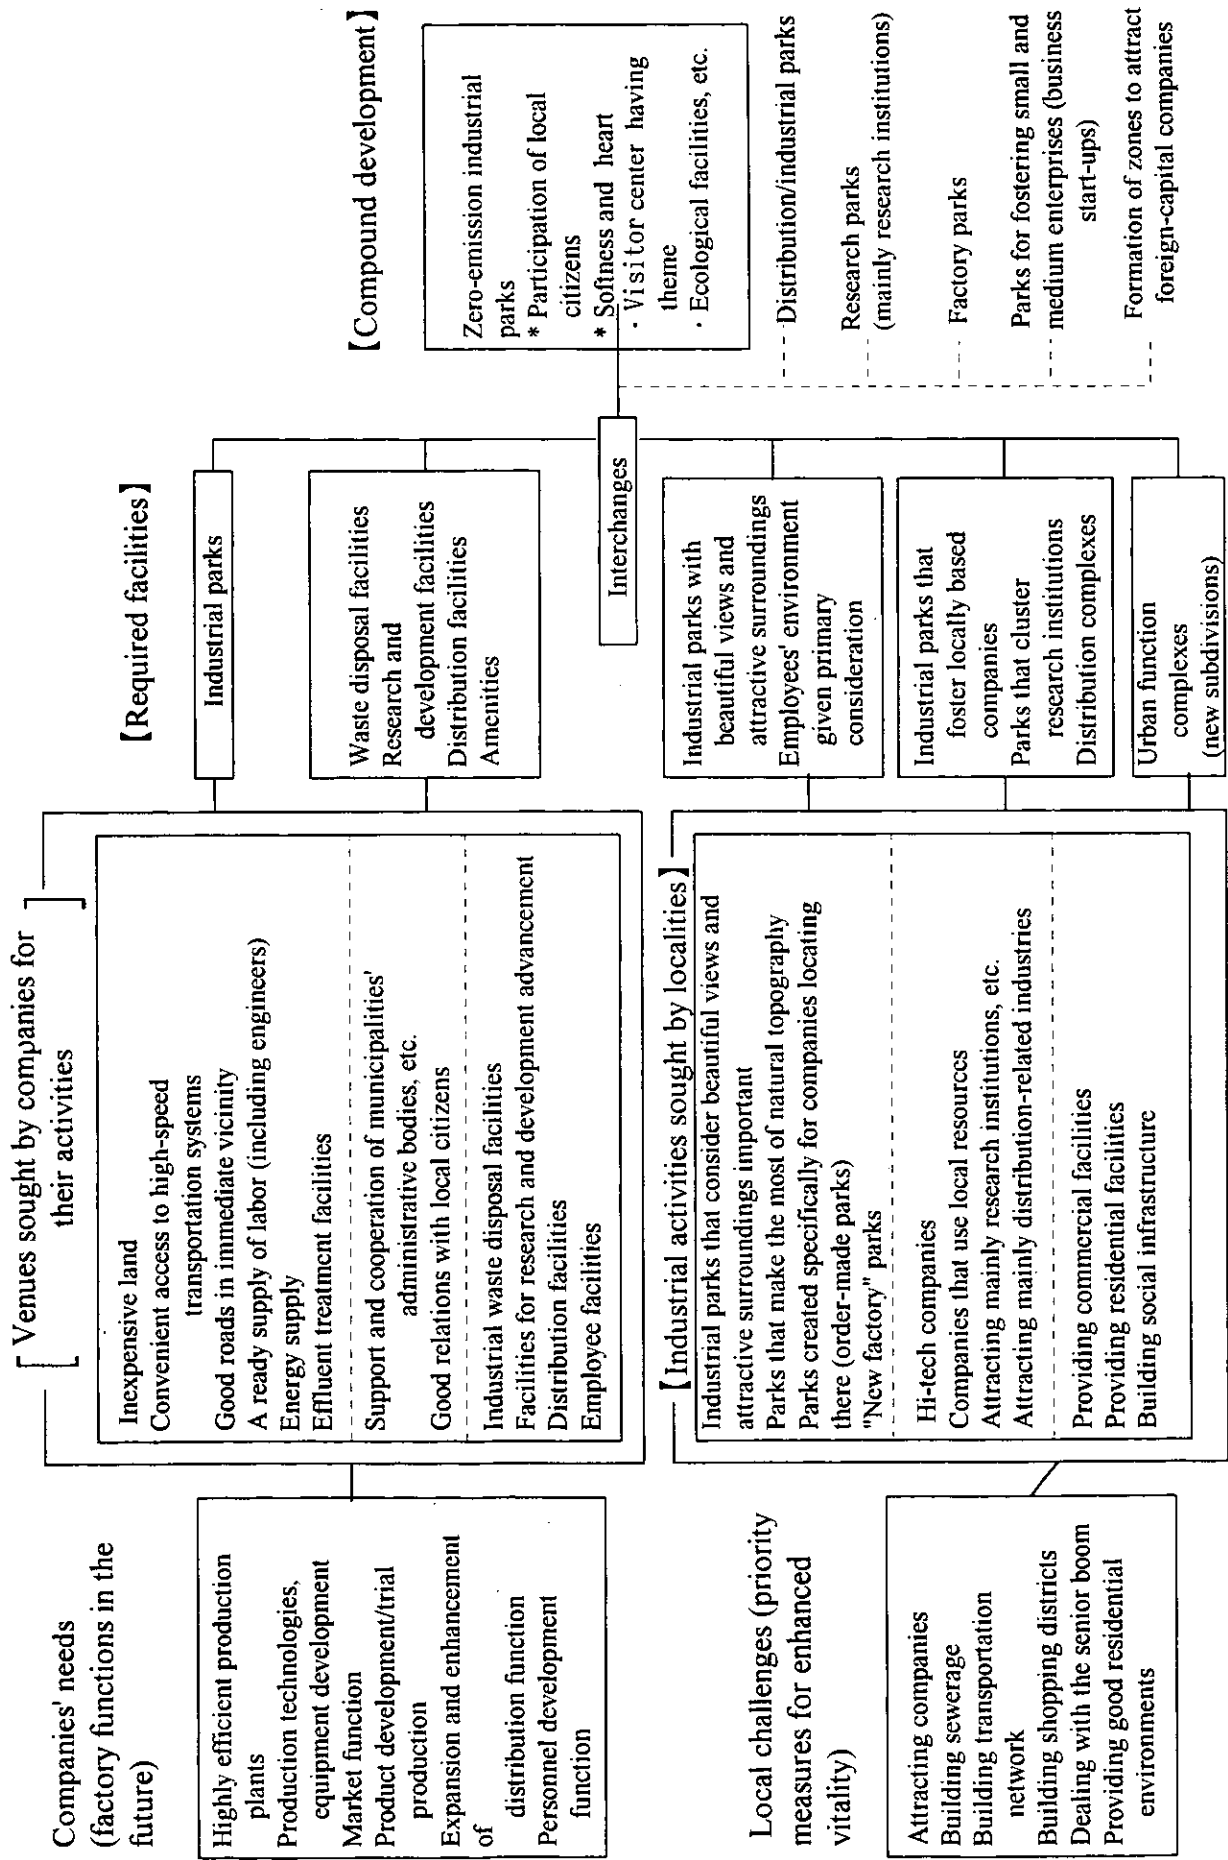 Companies' needs
(factory functions in the
future)
Highly efficient production
plants
Production technologies,
equipment development
Market function
Product development/trial
production
Expansion and enhancement
of
distribution function
Personnel development
function
Local challenges (priority
measures for enhanced
vitality)
Attracting companies
Building sewerage
Building transportation
network
Building shopping districts
Dealing with the senior boom
Providing good residential
environments
[Venues sought by companies for
their activities]
Inexpensive land
Convenient access to high-speed
transportation systems
Good roads in immediate vicinity
A ready supply of labor (including engineers)
Energy supply
Effluent treatment facilities
Support and cooperation of municipalities'
administrative bodies, etc.
Good relations with local citizens
Industrial waste disposal facilities
Facilities for research and development advancement
Distribution facilities
Employee facilities
【Industrial activities sought by localities】
Industrial parks that consider beautiful views and
attractive surroundings important
Parks that make the most of natural topography
Parks created specifically for companies locating
there (order-made parks)
"New factory" parks
Hi-tech companies
Companies that use local resources
Attracting mainly research institutions, etc.
Attracting mainly distribution-related industries
Providing commercial facilities
Providing residential facilities
Building social infrastructure
【Required facilities】
Industrial parks
Waste disposal facilities
Research and
development facilities
Distribution facilities
Amenities
Interchanges
Industrial parks with
beautiful views and
attractive surroundings
Employees' environment
given primary
consideration
Industrial parks that
foster locally based
companies
Parks that cluster
research institutions
Distribution complexes
Urban function
complexes
(new subdivisions)
【Compound development】
Zero-emission industrial
parks
* Participation of local
citizens
* Softness and heart
· Visitor center having
theme
· Ecological facilities, etc.
Distribution/industrial parks
Research parks
(mainly research institutions)
Factory parks
Parks for fostering small and
medium enterprises (business
start-ups)
Formation of zones to attract
foreign-capital companies